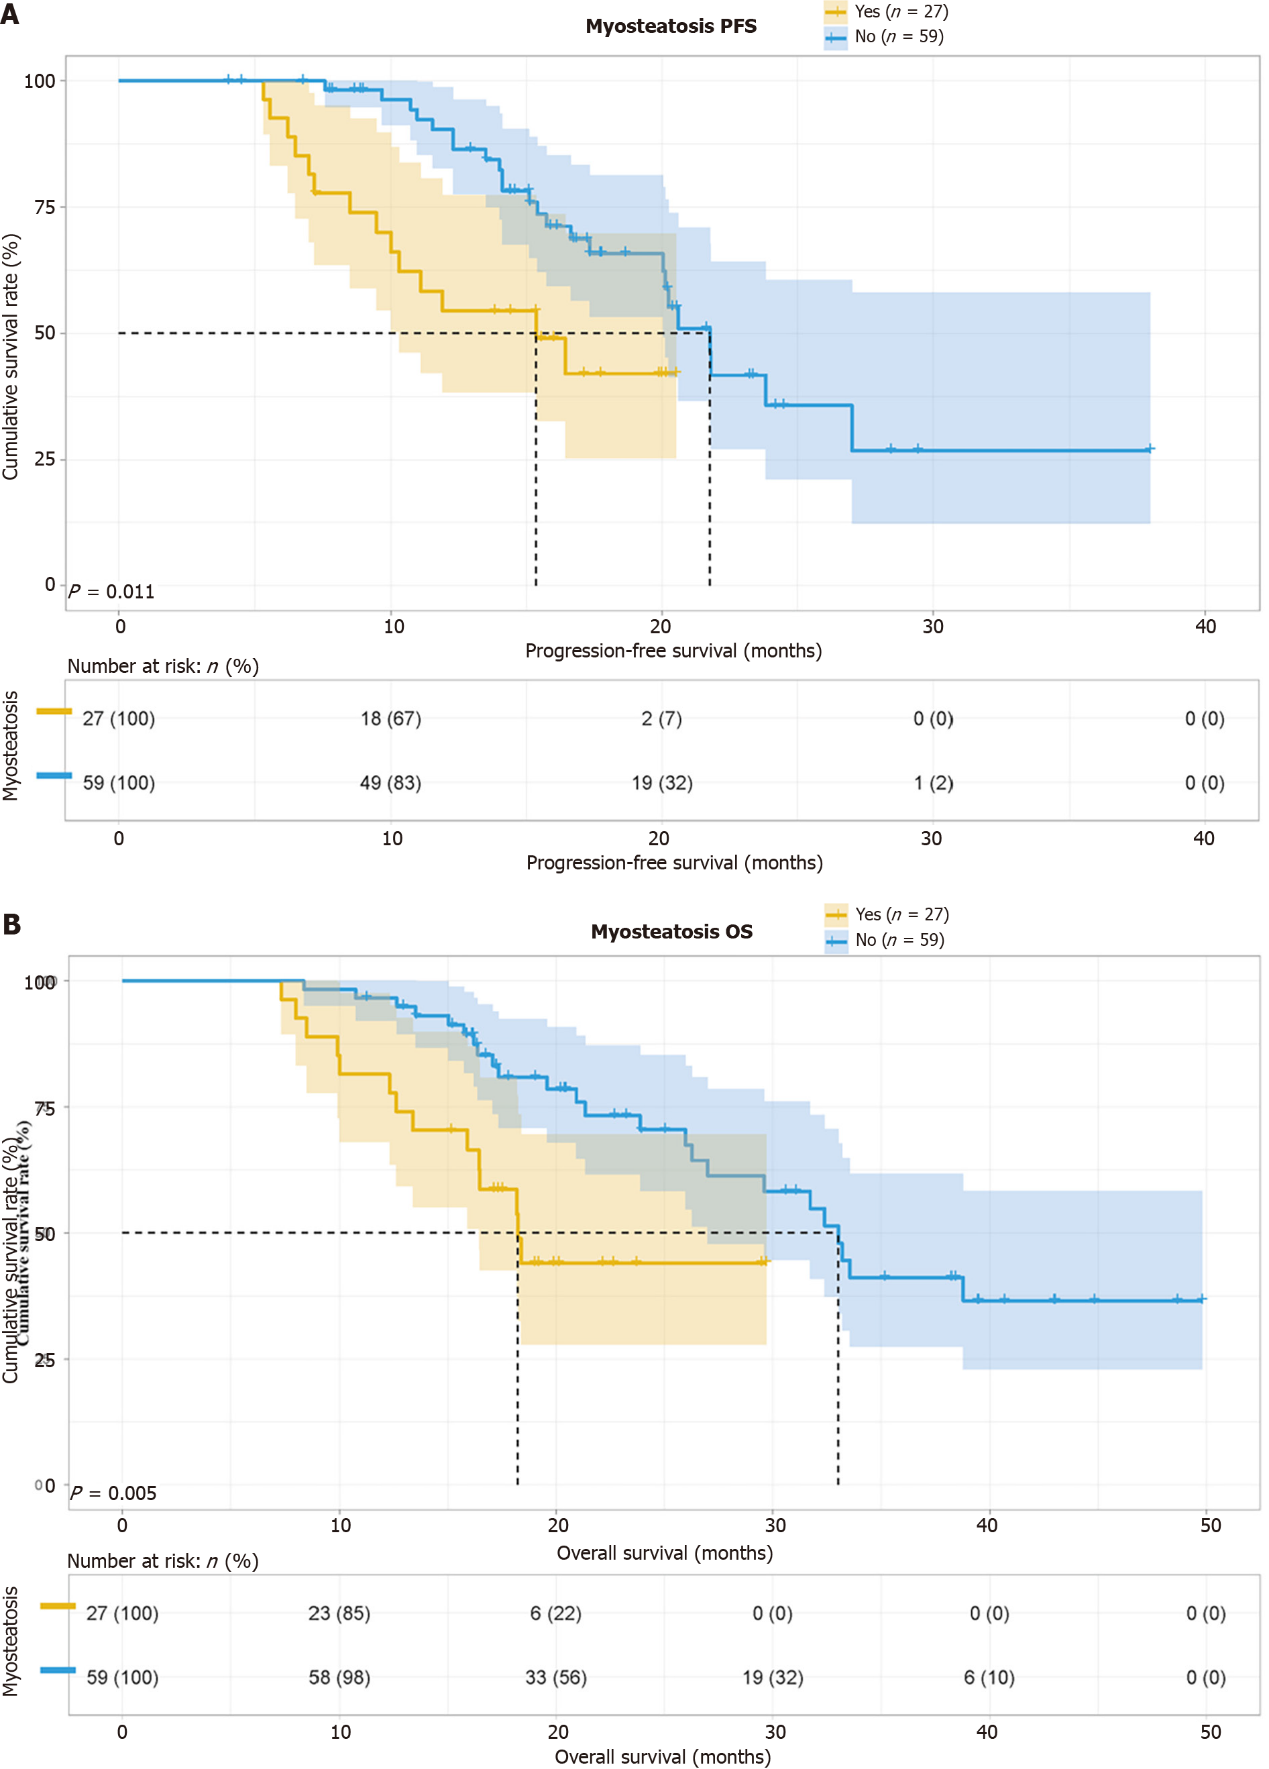 A
Myosteatosis PFS
Yes (n = 27)
No (n = 59)
Cumulative survival rate (%)
100
75
50
25
0
P = 0.011
0 10 20 30 40
Progression-free survival (months)
Number at risk: n (%)
Myosteatosis
27 (100) 18 (67) 2 (7) 0 (0) 0 (0)
59 (100) 49 (83) 19 (32) 1 (2) 0 (0)
0 10 20 30 40
Progression-free survival (months)
B
Myosteatosis OS
Yes (n = 27)
No (n = 59)
Cumulative survival rate (%)
Cumulative survival rate (%)
100
75
50
25
0 0
P = 0.005
0 10 20 30 40 50
Overall survival (months)
Number at risk: n (%)
Myosteatosis
27 (100) 23 (85) 6 (22) 0 (0) 0 (0) 0 (0)
59 (100) 58 (98) 33 (56) 19 (32) 6 (10) 0 (0)
0 10 20 30 40 50
Overall survival (months)